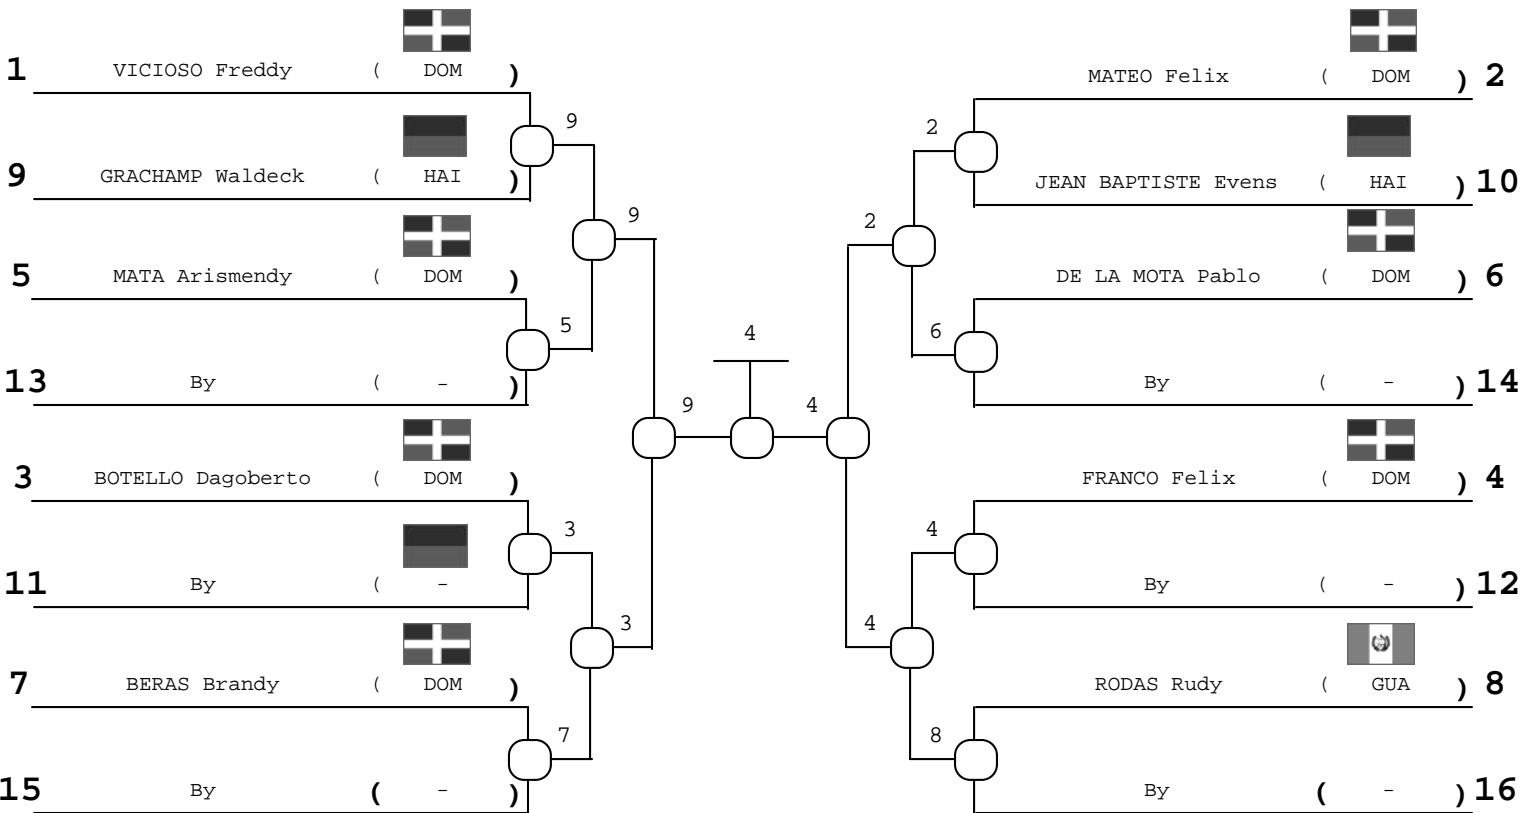 1 VICIOSO Freddy ( DOM )
9
9 GRACHAMP Waldeck ( HAI )
9
5 MATA Arismendy ( DOM )
5
13 By ( - )
9
3 BOTELLO Dagoberto ( DOM )
3
11 By ( - )
3
7 BERAS Brandy ( DOM )
7
15 By ( - )
4
MATEO Felix ( DOM ) 2
2
JEAN BAPTISTE Evens ( HAI ) 10
2
DE LA MOTA Pablo ( DOM ) 6
6
By ( - ) 14
4
FRANCO Felix ( DOM ) 4
4
By ( - ) 12
4
RODAS Rudy ( GUA ) 8
8
By ( - ) 16